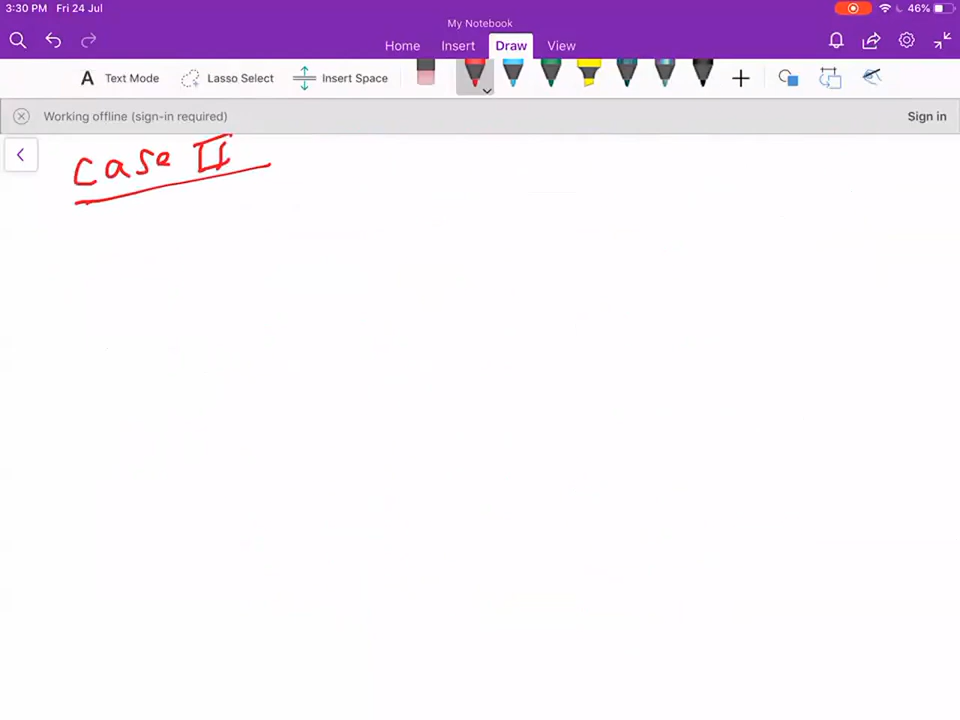 3:30 PM Fri 24 Jul
46%
My Notebook
Home Insert Draw View
A Text Mode Lasso Select Insert Space
Working offline (sign-in required) Sign in
Case II